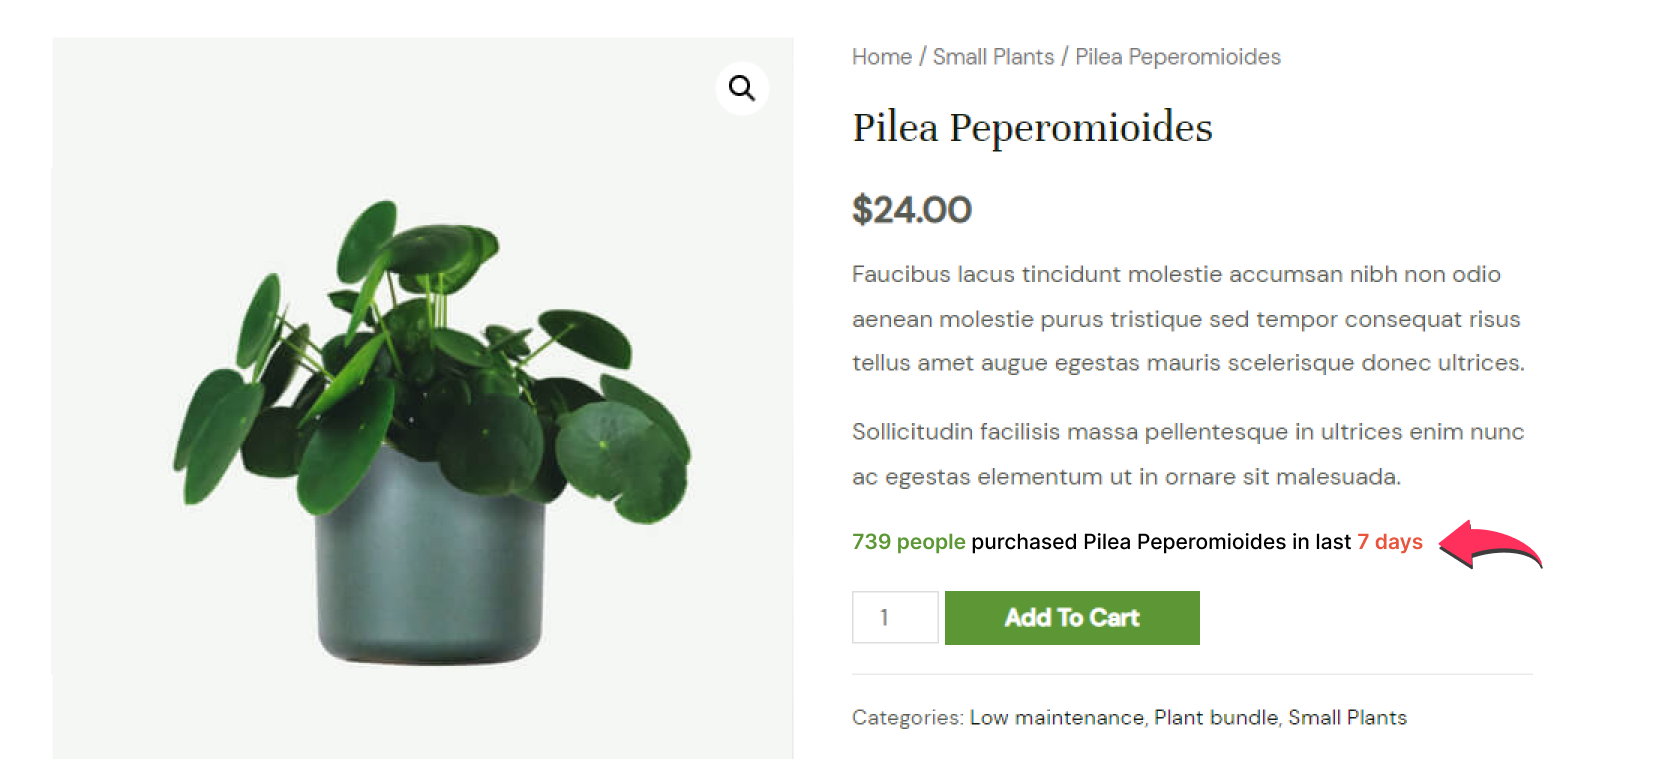 Home / Small Plants / Pilea Peperomioides
Pilea Peperomioides
$24.00
Faucibus lacus tincidunt molestie accumsan nibh non odio
aenean molestie purus tristique sed tempor consequat risus
tellus amet augue egestas mauris scelerisque donec ultrices.
Sollicitudin facilisis massa pellentesque in ultrices enim nunc
ac egestas elementum ut in ornare sit malesuada.
739 people purchased Pilea Peperomioides in last 7 days
1
Add To Cart
Categories: Low maintenance, Plant bundle, Small Plants